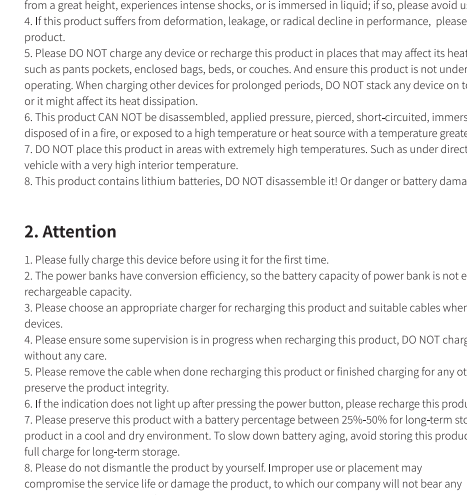 from a great height, experiences intense shocks, or is immersed in liquid; if so, please avoid u
4. If this product suffers from deformation, leakage, or radical decline in performance, please
product.
5. Please DO NOT charge any device or recharge this product in places that may affect its heat
such as pants pockets, enclosed bags, beds, or couches. And ensure this product is not under
operating. When charging other devices for prolonged periods, DO NOT stack any device on to
or it might affect its heat dissipation.
6. This product CAN NOT be disassembled, applied pressure, pierced, short-circuited, immers
disposed of in a fire, or exposed to a high temperature or heat source with a temperature greate
7. DO NOT place this product in areas with extremely high temperatures. Such as under direct
vehicle with a very high interior temperature.
8. This product contains lithium batteries, DO NOT disassemble it! Or danger or battery dama
2. Attention
1. Please fully charge this device before using it for the first time.
2. The power banks have conversion efficiency, so the battery capacity of power bank is not e
rechargeable capacity.
3. Please choose an appropriate charger for recharging this product and suitable cables wher
devices.
4. Please ensure some supervision is in progress when recharging this product, DO NOT charg
without any care.
5. Please remove the cable when done recharging this product or finished charging for any ot
preserve the product integrity.
6. If the indication does not light up after pressing the power button, please recharge this produ
7. Please preserve this product with a battery percentage between 25%-50% for long-term sto
product in a cool and dry environment. To slow down battery aging, avoid storing this produc
full charge for long-term storage.
8. Please do not dismantle the product by yourself. Improper use or placement may
compromise the service life or damage the product, to which our company will not bear any